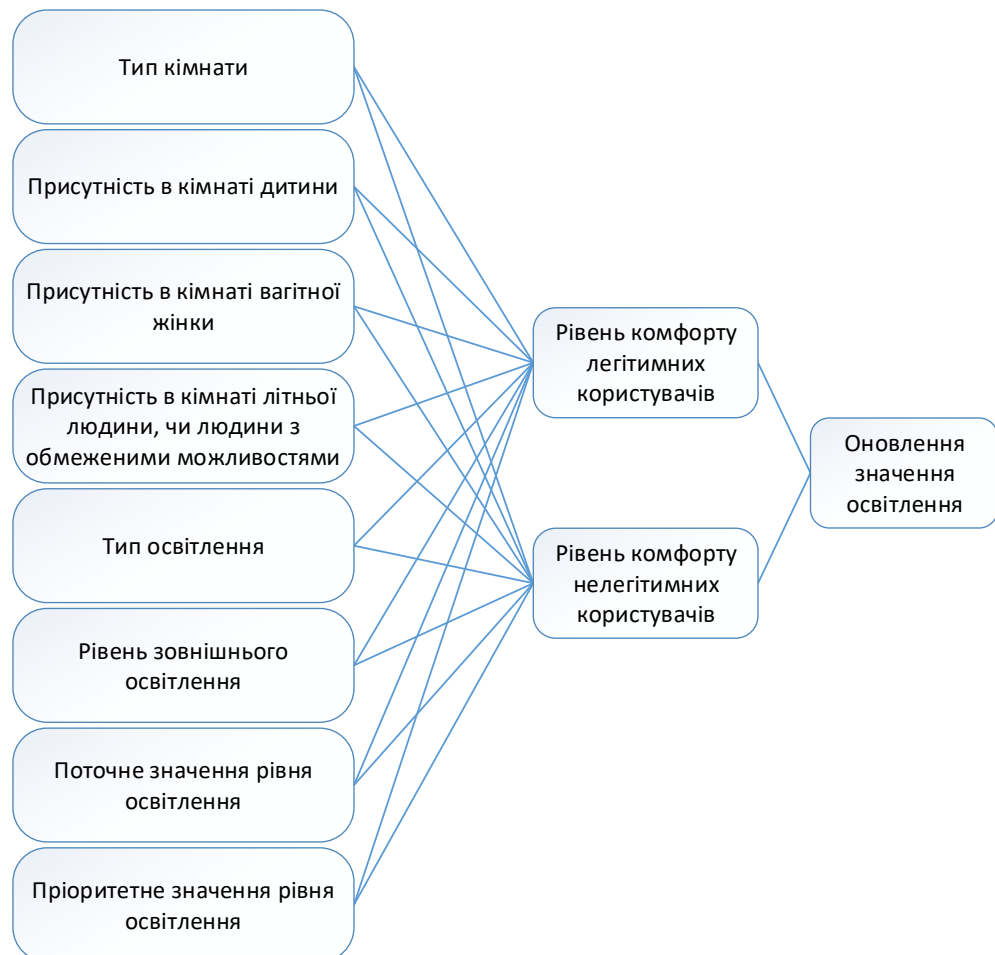 Тип кімнати
Присутність в кімнаті дитини
Присутність в кімнаті вагітної
жінки
Присутність в кімнаті літньої
людини, чи людини з
обмеженими можливостями
Тип освітлення
Рівень зовнішнього
освітлення
Поточне значення рівня
освітлення
Пріоритетне значення рівня
освітлення
Рівень комфорту
легітимних
користувачів
Рівень комфорту
нелегітимних
користувачів
Оновлення
значення
освітлення